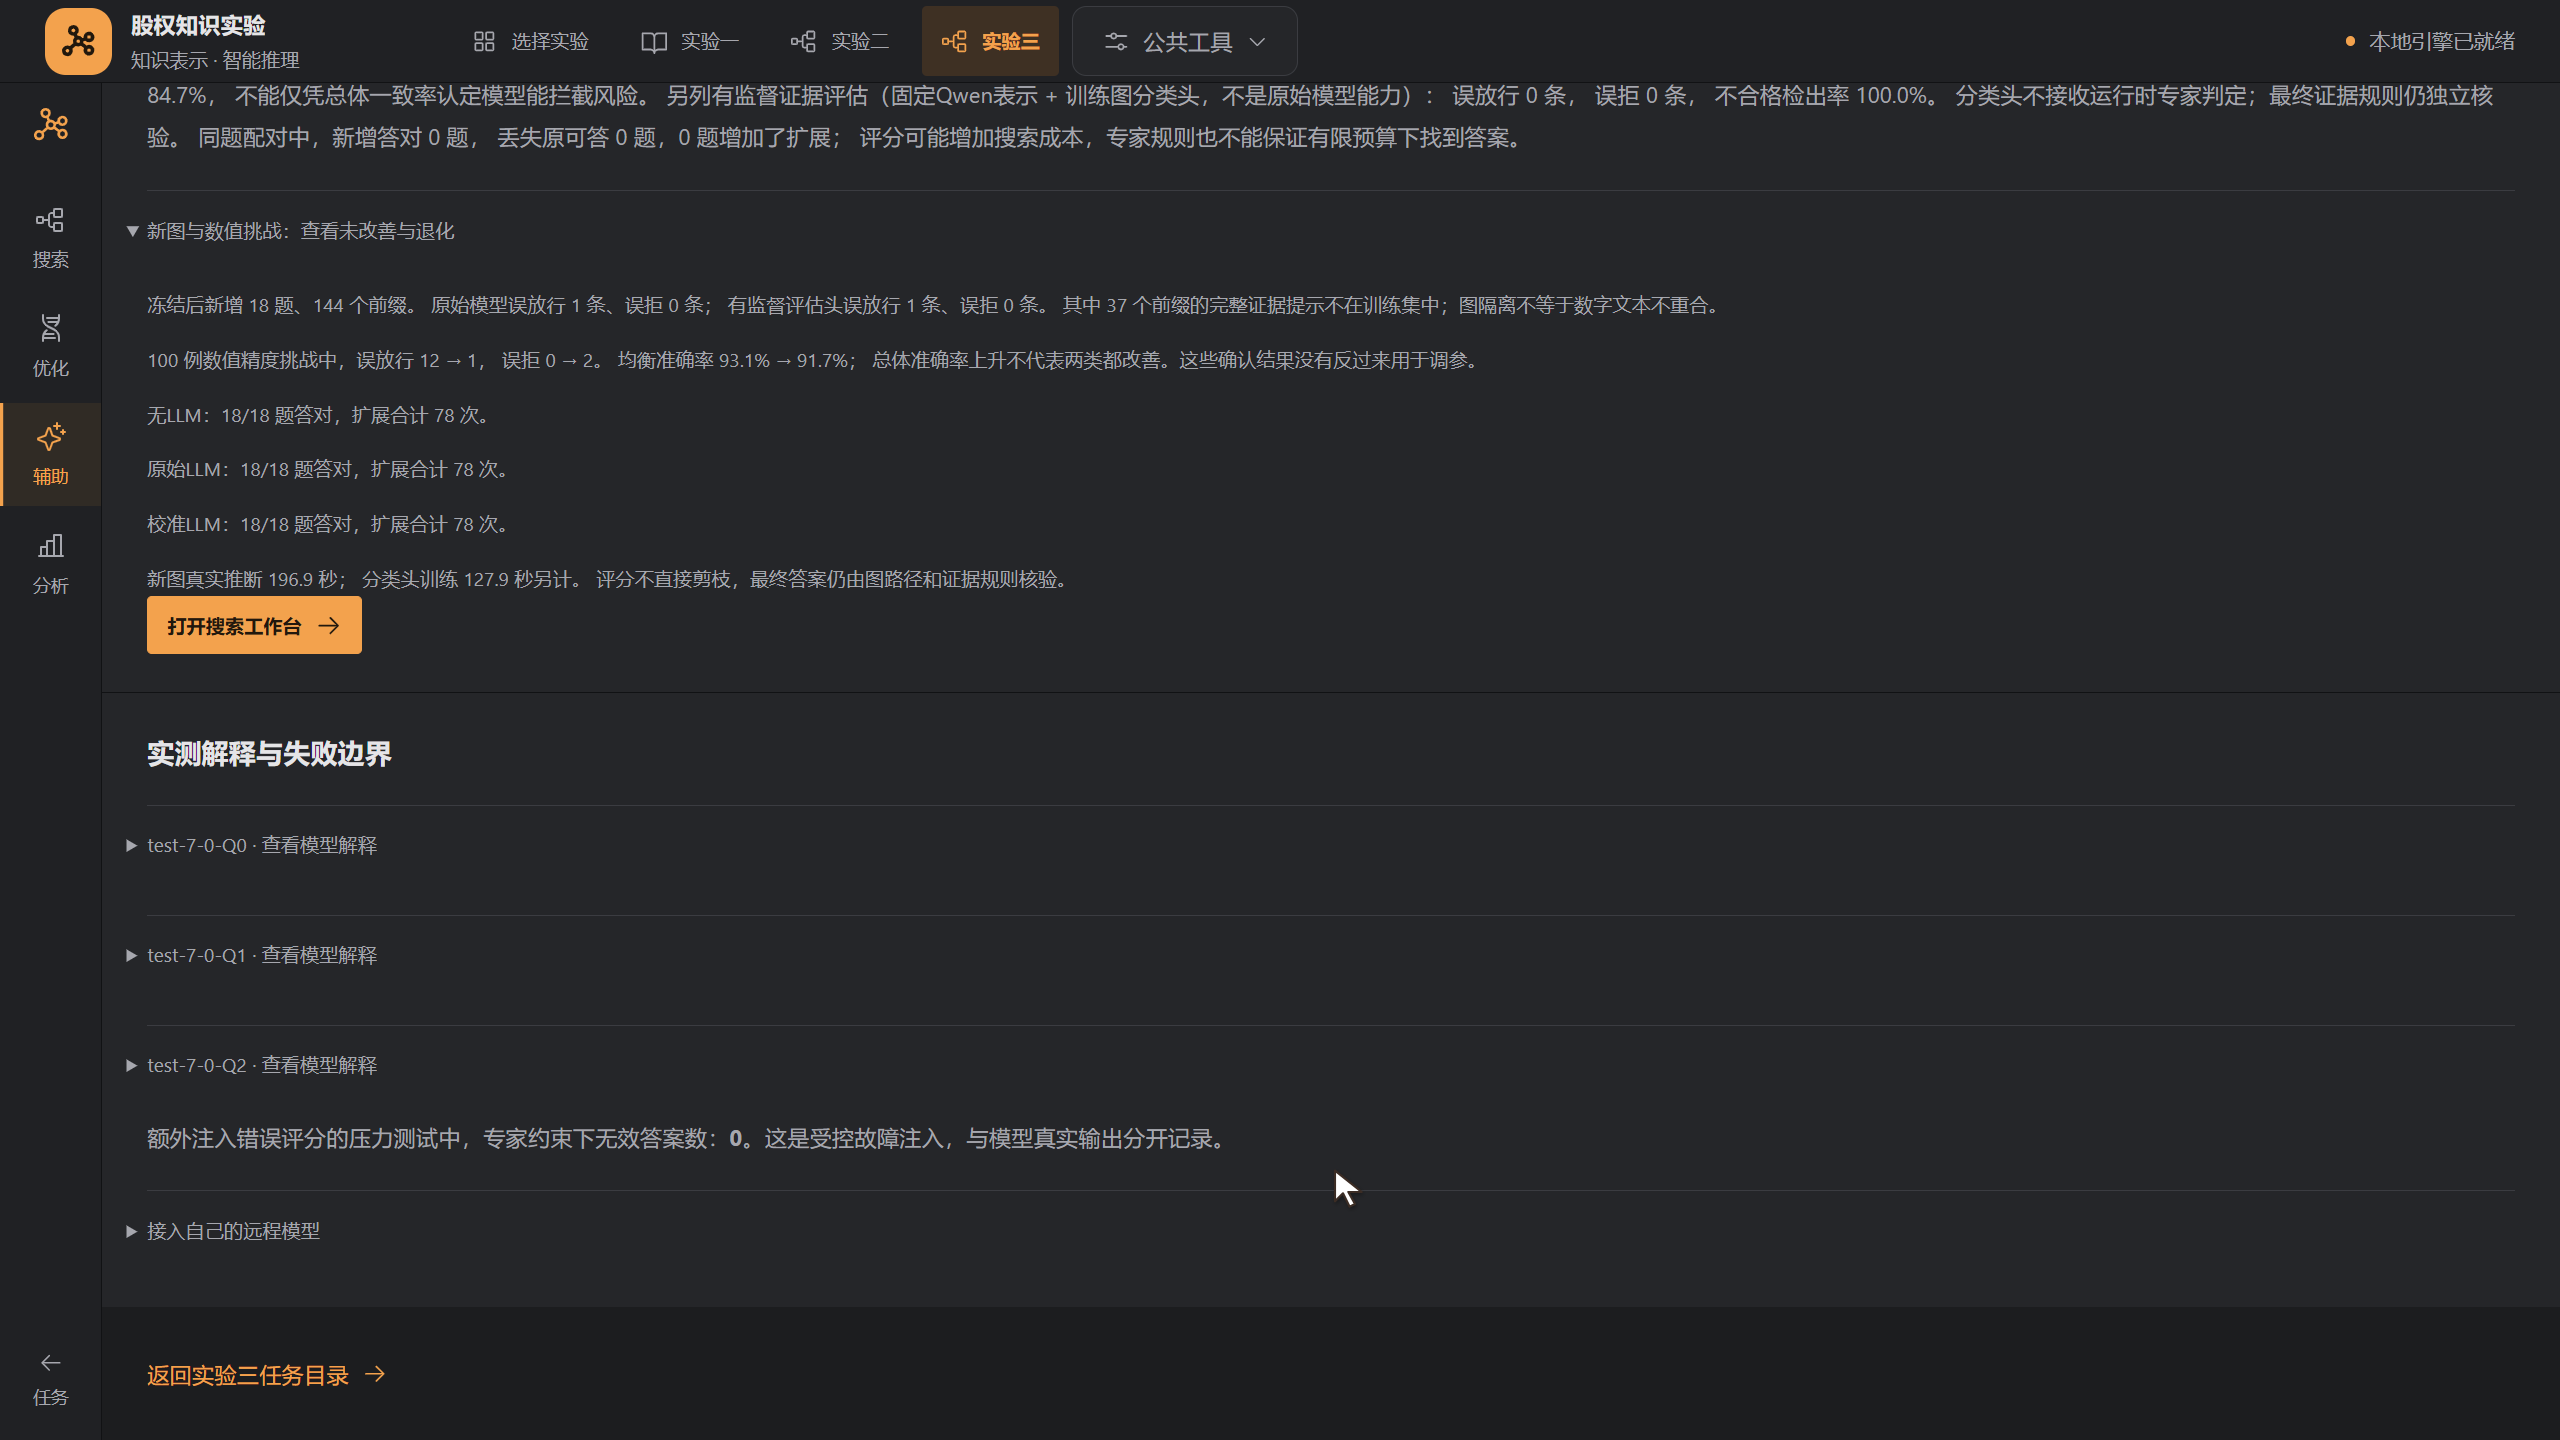 股权知识实验
知识表示 · 智能推理
选择实验
实验一
实验二
实验三
公共工具
本地引擎已就绪
搜索
优化
辅助
分析
任务
84.7%， 不能仅凭总体一致率认定模型能拦截风险。 另列有监督证据评估（固定Qwen表示 + 训练图分类头，不是原始模型能力）： 误放行 0 条， 误拒 0 条， 不合格检出率 100.0%。 分类头不接收运行时专家判定；最终证据规则仍独立核
验。 同题配对中，新增答对 0 题， 丢失原可答 0 题，0 题增加了扩展； 评分可能增加搜索成本，专家规则也不能保证有限预算下找到答案。
新图与数值挑战：查看未改善与退化
冻结后新增 18 题、144 个前缀。 原始模型误放行 1 条、误拒 0 条； 有监督评估头误放行 1 条、误拒 0 条。 其中 37 个前缀的完整证据提示不在训练集中；图隔离不等于数字文本不重合。
100 例数值精度挑战中，误放行 12 → 1， 误拒 0 → 2。 均衡准确率 93.1% → 91.7%； 总体准确率上升不代表两类都改善。这些确认结果没有反过来用于调参。
无LLM：18/18 题答对，扩展合计 78 次。
原始LLM：18/18 题答对，扩展合计 78 次。
校准LLM：18/18 题答对，扩展合计 78 次。
新图真实推断 196.9 秒； 分类头训练 127.9 秒另计。 评分不直接剪枝，最终答案仍由图路径和证据规则核验。
打开搜索工作台
实测解释与失败边界
test-7-0-Q0 · 查看模型解释
test-7-0-Q1 · 查看模型解释
test-7-0-Q2 · 查看模型解释
额外注入错误评分的压力测试中，专家约束下无效答案数：0。这是受控故障注入，与模型真实输出分开记录。
接入自己的远程模型
返回实验三任务目录